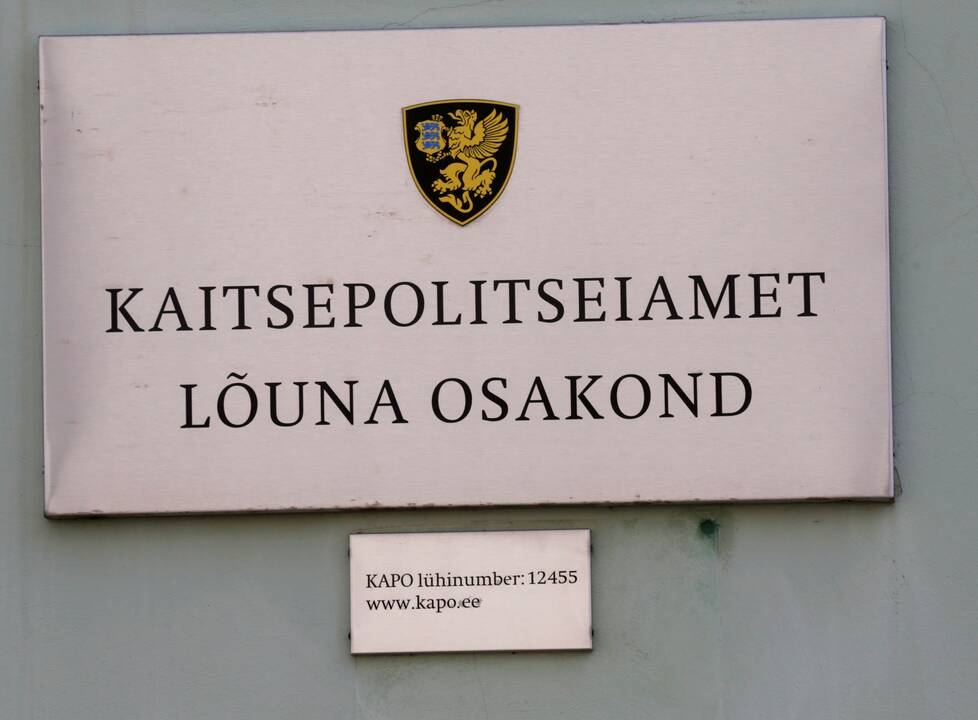 KAITSEPOLITSEIAMET
LÕUNA OSAKOND
KAPO lühinumber: 12455
www.kapo.ee